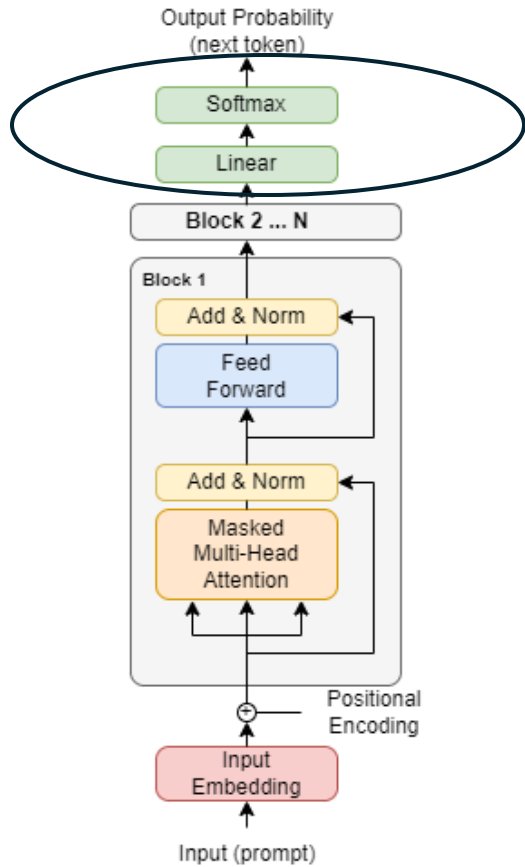 Output Probability
(next token)
Softmax
Linear
Block 2 ... N
Block 1
Add & Norm
Feed
Forward
Add & Norm
Masked
Multi-Head
Attention
+
Positional
Encoding
Input
Embedding
Input (prompt)